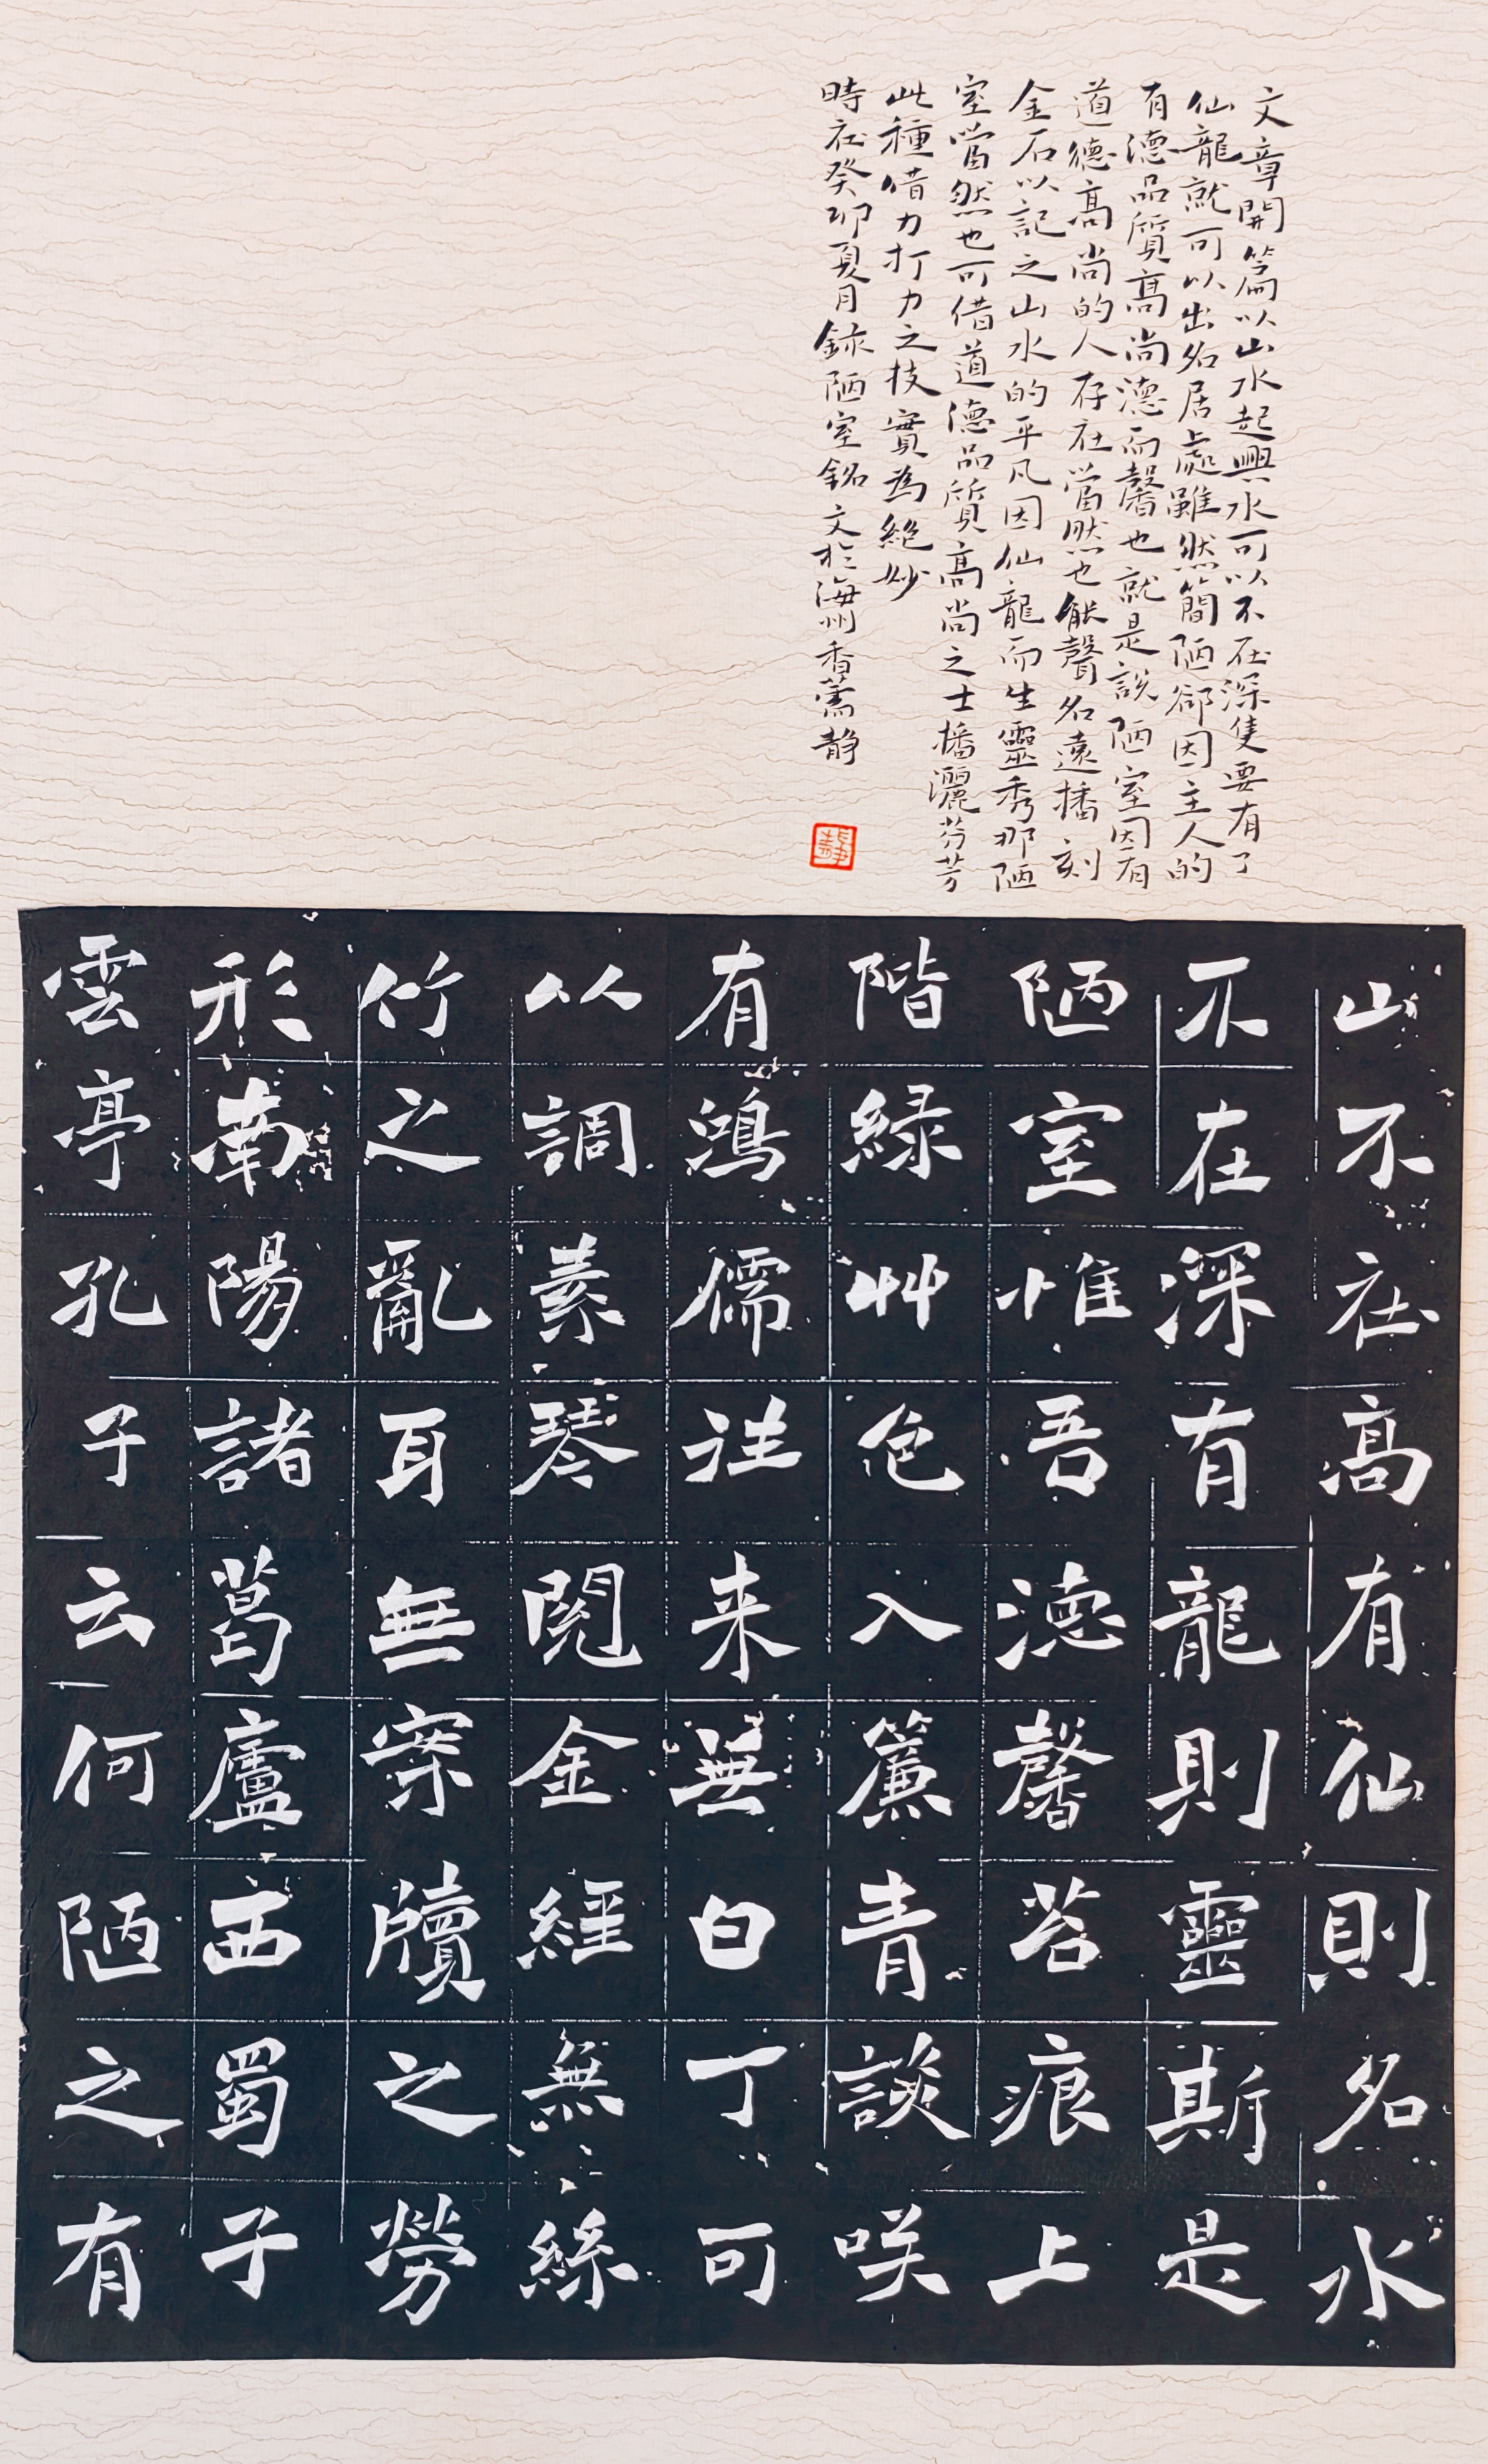 文章開篇以山水起興水可以不在深隻要有了
仙龍就可以出名居處雖然簡陋卻因主人的
有德品質髙尚德而馨也就是説陋室因有
道德髙尚的人存在當然也能聲名遠播刻
金石以記之山水的平凡因仙龍而生靈秀那陋
室當然也可借道德品質髙尚之士播灑芬芳
此種借力打力之技實為絕妙
時在癸卯夏月録陋室銘文於海州香靜
靜
山不在髙有仙則名水
不在深有龍則靈斯是
陋室惟吾德馨苔痕上
階緑艸色入簾青談咲
有鴻儒往来無白丁可
以調素琴閱金經無絲
竹之亂耳無案牘之勞
形南陽諸葛廬西蜀子
雲亭孔子云何陋之有